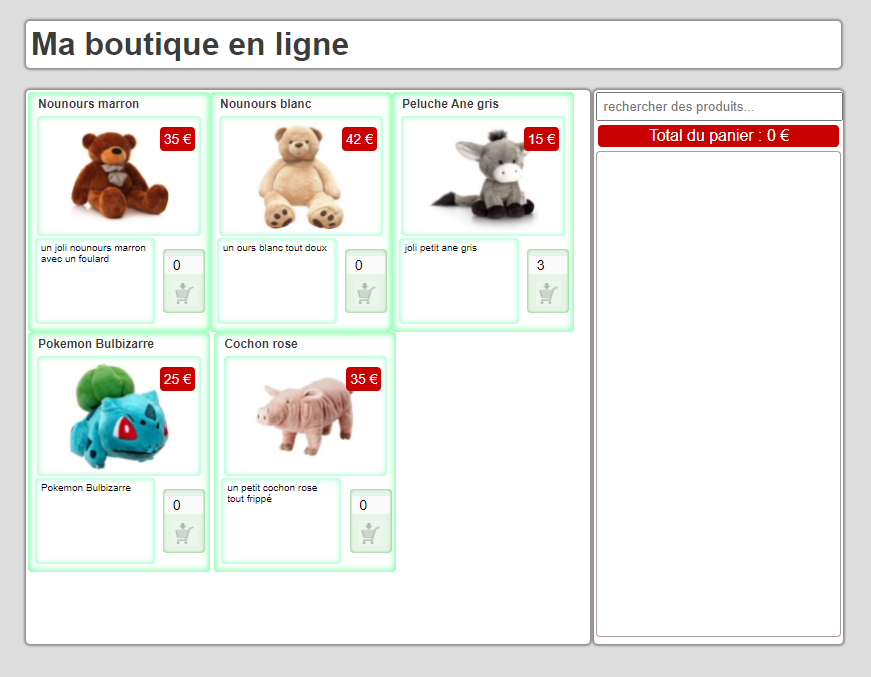 Ma boutique en ligne
Nounours marron
35 €
un joli nounours marron
avec un foulard
0
Nounours blanc
42 €
un ours blanc tout doux
0
Peluche Ane gris
15 €
joli petit ane gris
3
Pokemon Bulbizarre
25 €
Pokemon Bulbizarre
0
Cochon rose
35 €
un petit cochon rose
tout frippé
0
rechercher des produits...
Total du panier : 0 €